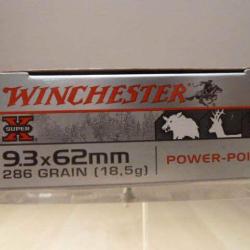 WINCHESTER
SUPER
X
9.3x62mm
286 GRAIN (18,5g)
POWER-POI